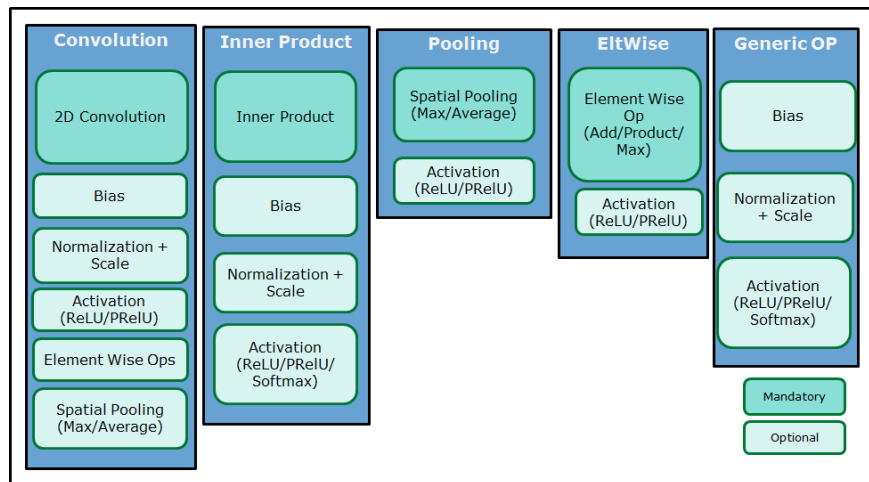 Convolution
2D Convolution
Bias
Normalization +
Scale
Activation
(ReLU/PRelU)
Element Wise Ops
Spatial Pooling
(Max/Average)
Inner Product
Inner Product
Bias
Normalization +
Scale
Activation
(ReLU/PRelU/
Softmax)
Pooling
Spatial Pooling
(Max/Average)
Activation
(ReLU/PRelU)
EltWise
Element Wise
Op
(Add/Product/
Max)
Activation
(ReLU/PRelU)
Generic OP
Bias
Normalization
+ Scale
Activation
(ReLU/PRelU/
Softmax)
Mandatory
Optional